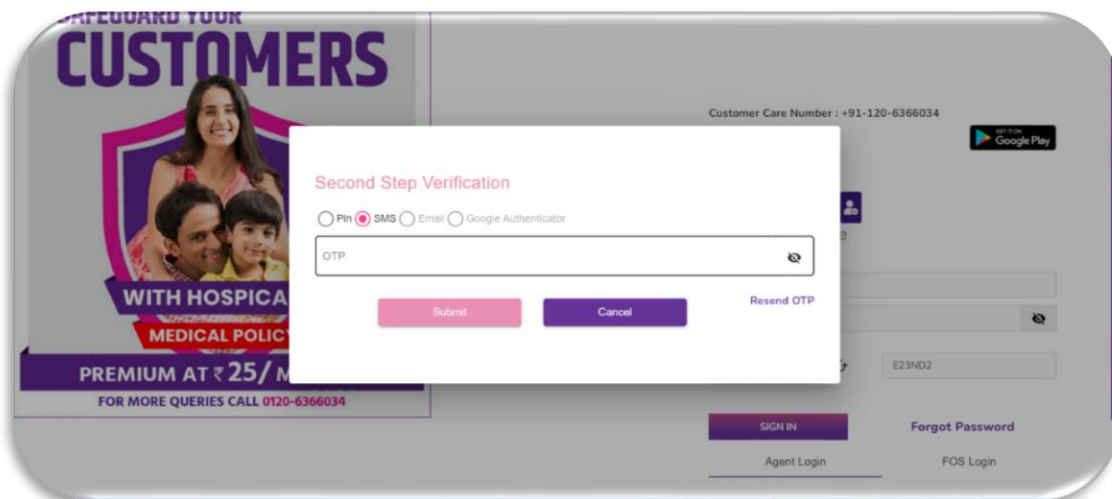 SAFEGUARD YOUR
CUSTOMERS
WITH HOSPICA
MEDICAL POLIC
PREMIUM AT ₹ 25/ M
FOR MORE QUERIES CALL 0120-6366034
Customer Care Number : +91-120-6366034
GET IT ON
Google Play
Second Step Verification
Pin SMS Email Google Authenticator
OTP
Resend OTP
Submit Cancel
E23ND2
SIGN IN Forgot Password
Agent Login FOS Login